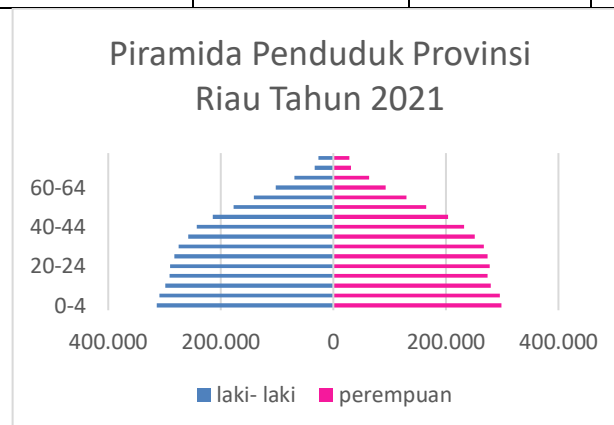 Piramida Penduduk Provinsi
Riau Tahun 2021
60-64
40-44
20-24
0-4
400.000 200.000 0 200.000 400.000
laki- laki perempuan